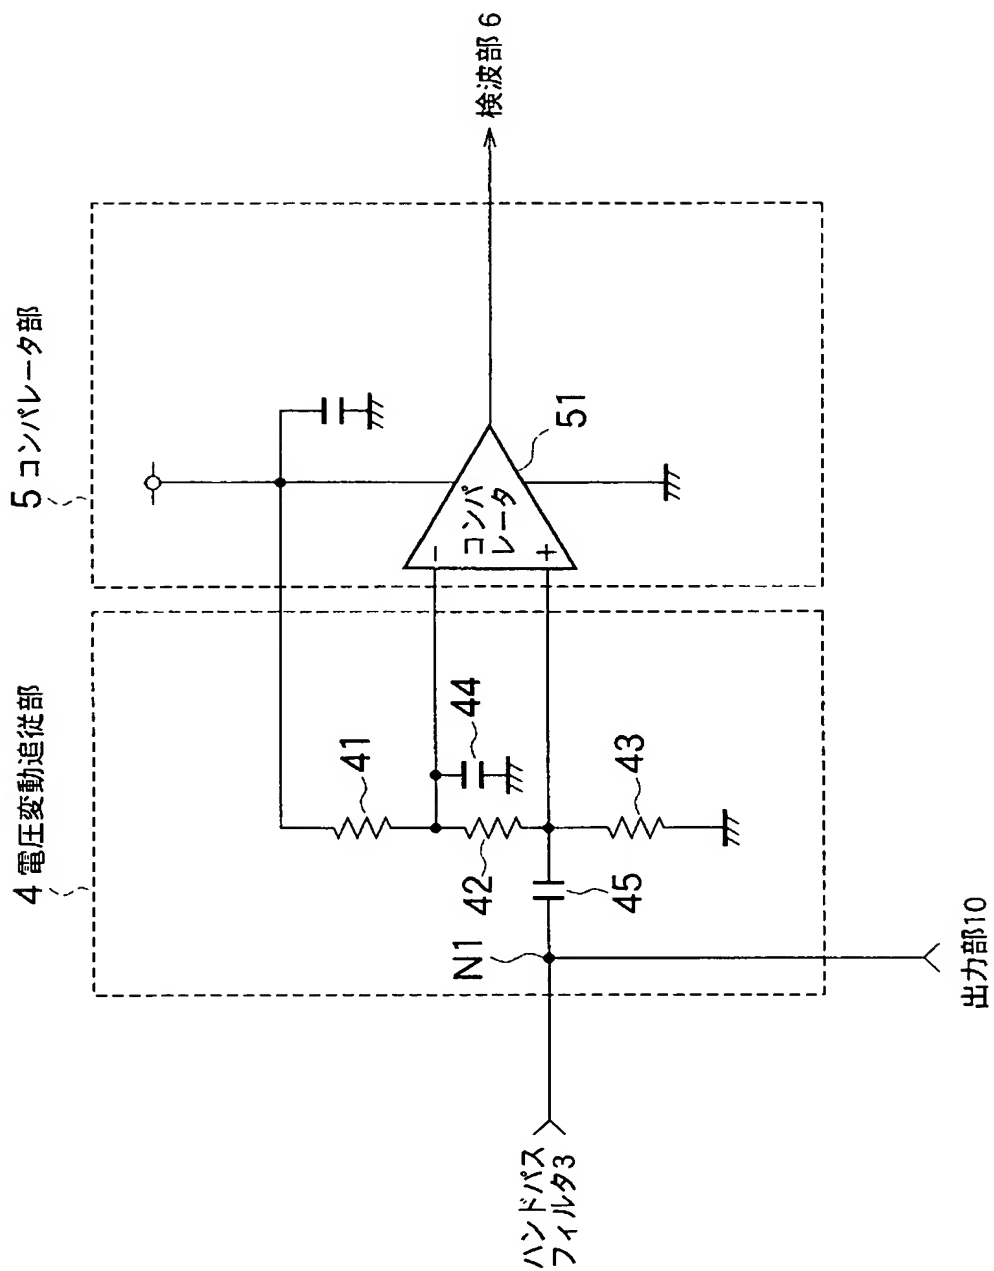 5 コンパレータ部
4 電圧変動追従部
検波部 6
51
コンパ
レータ
-
+
41
44
42
43
45
N1
ハンドパス
フィルタ3
出力部10